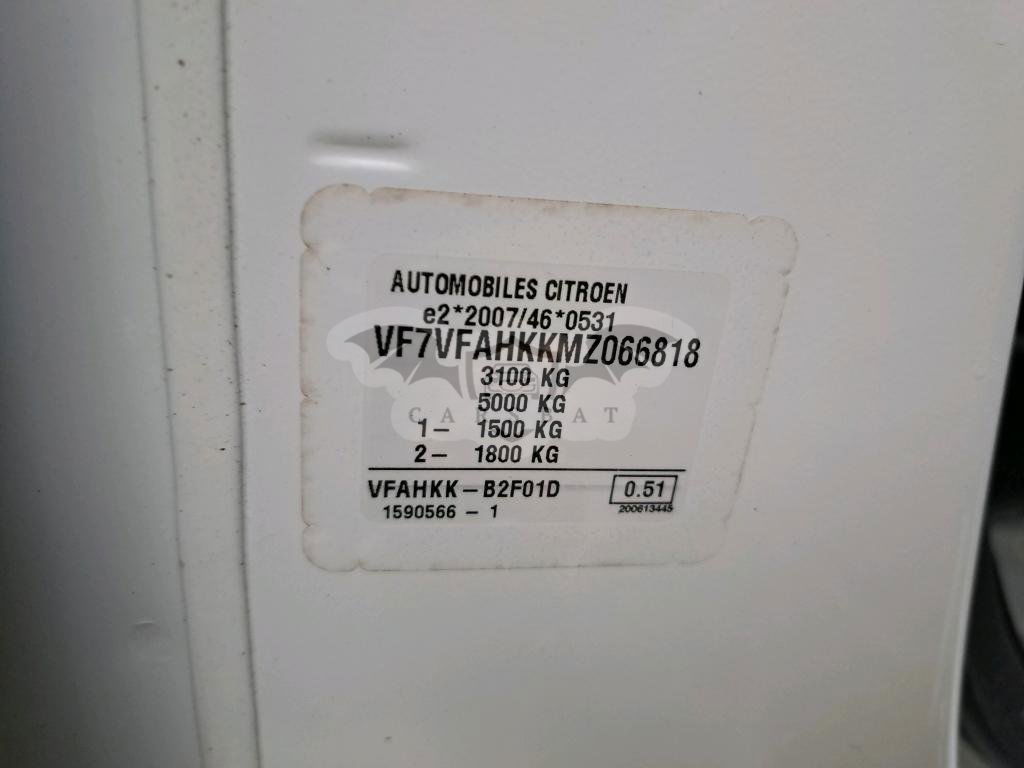 AUTOMOBILES CITROEN
e2*2007/46*0531
VF7VFAHKKMZ066818
3100 KG
5000 KG
CARSBAT
1- 1500 KG
2- 1800 KG
VFAHKK-B2F01D 0.51
1590566-1 200613445